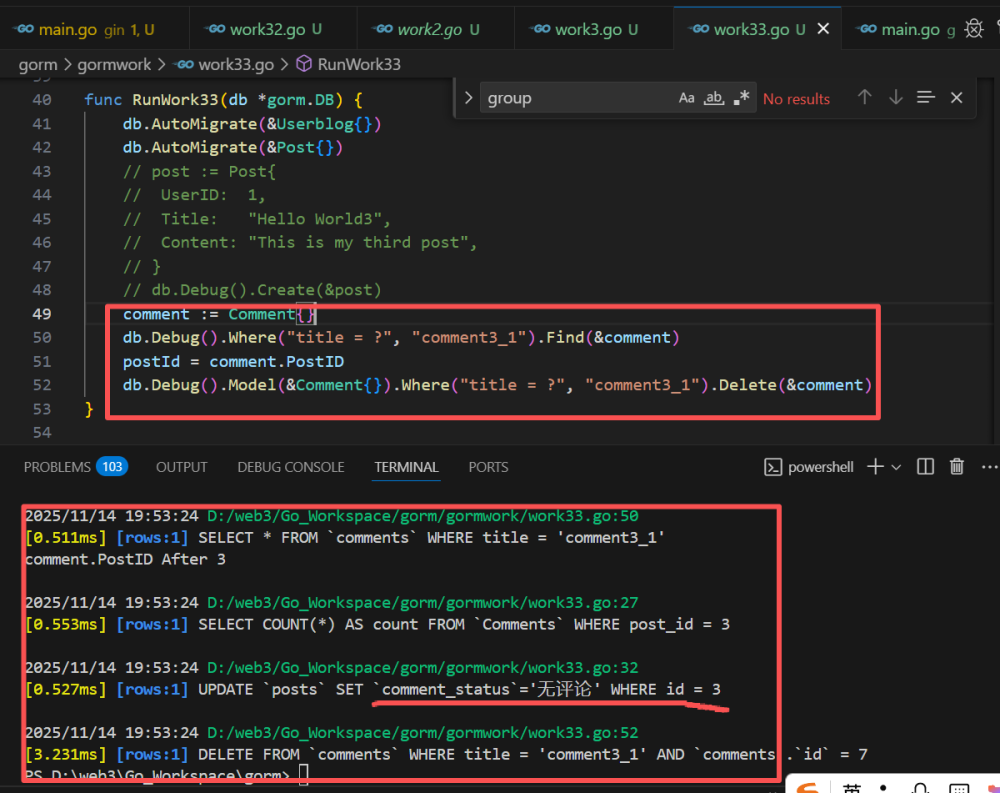 main.go gin 1, U work32.go U work2.go U work3.go U work33.go U main.go g
gorm > gormwork > work33.go > RunWork33
group Aa ab .* No results
40 func RunWork33(db *gorm.DB) {
41 db.AutoMigrate(&Userblog{})
42 db.AutoMigrate(&Post{})
43 // post := Post{
44 // UserID: 1,
45 // Title: "Hello World3",
46 // Content: "This is my third post",
47 // }
48 // db.Debug().Create(&post)
49 comment := Comment{}
50 db.Debug().Where("title = ?", "comment3_1").Find(&comment)
51 postId = comment.PostID
52 db.Debug().Model(&Comment{}).Where("title = ?", "comment3_1").Delete(&comment)
53 }
54
PROBLEMS 103 OUTPUT DEBUG CONSOLE TERMINAL PORTS powershell
2025/11/14 19:53:24 D:/web3/Go_Workspace/gorm/gormwork/work33.go:50
[0.511ms] [rows:1] SELECT * FROM `comments` WHERE title = 'comment3_1'
comment.PostID After 3
2025/11/14 19:53:24 D:/web3/Go_Workspace/gorm/gormwork/work33.go:27
[0.553ms] [rows:1] SELECT COUNT(*) AS count FROM `Comments` WHERE post_id = 3
2025/11/14 19:53:24 D:/web3/Go_Workspace/gorm/gormwork/work33.go:32
[0.527ms] [rows:1] UPDATE `posts` SET `comment_status`='无评论' WHERE id = 3
2025/11/14 19:53:24 D:/web3/Go_Workspace/gorm/gormwork/work33.go:52
[3.231ms] [rows:1] DELETE FROM `comments` WHERE title = 'comment3_1' AND `comments`.`id` = 7
PS D:\web3\Go_Workspace\gorm>
英